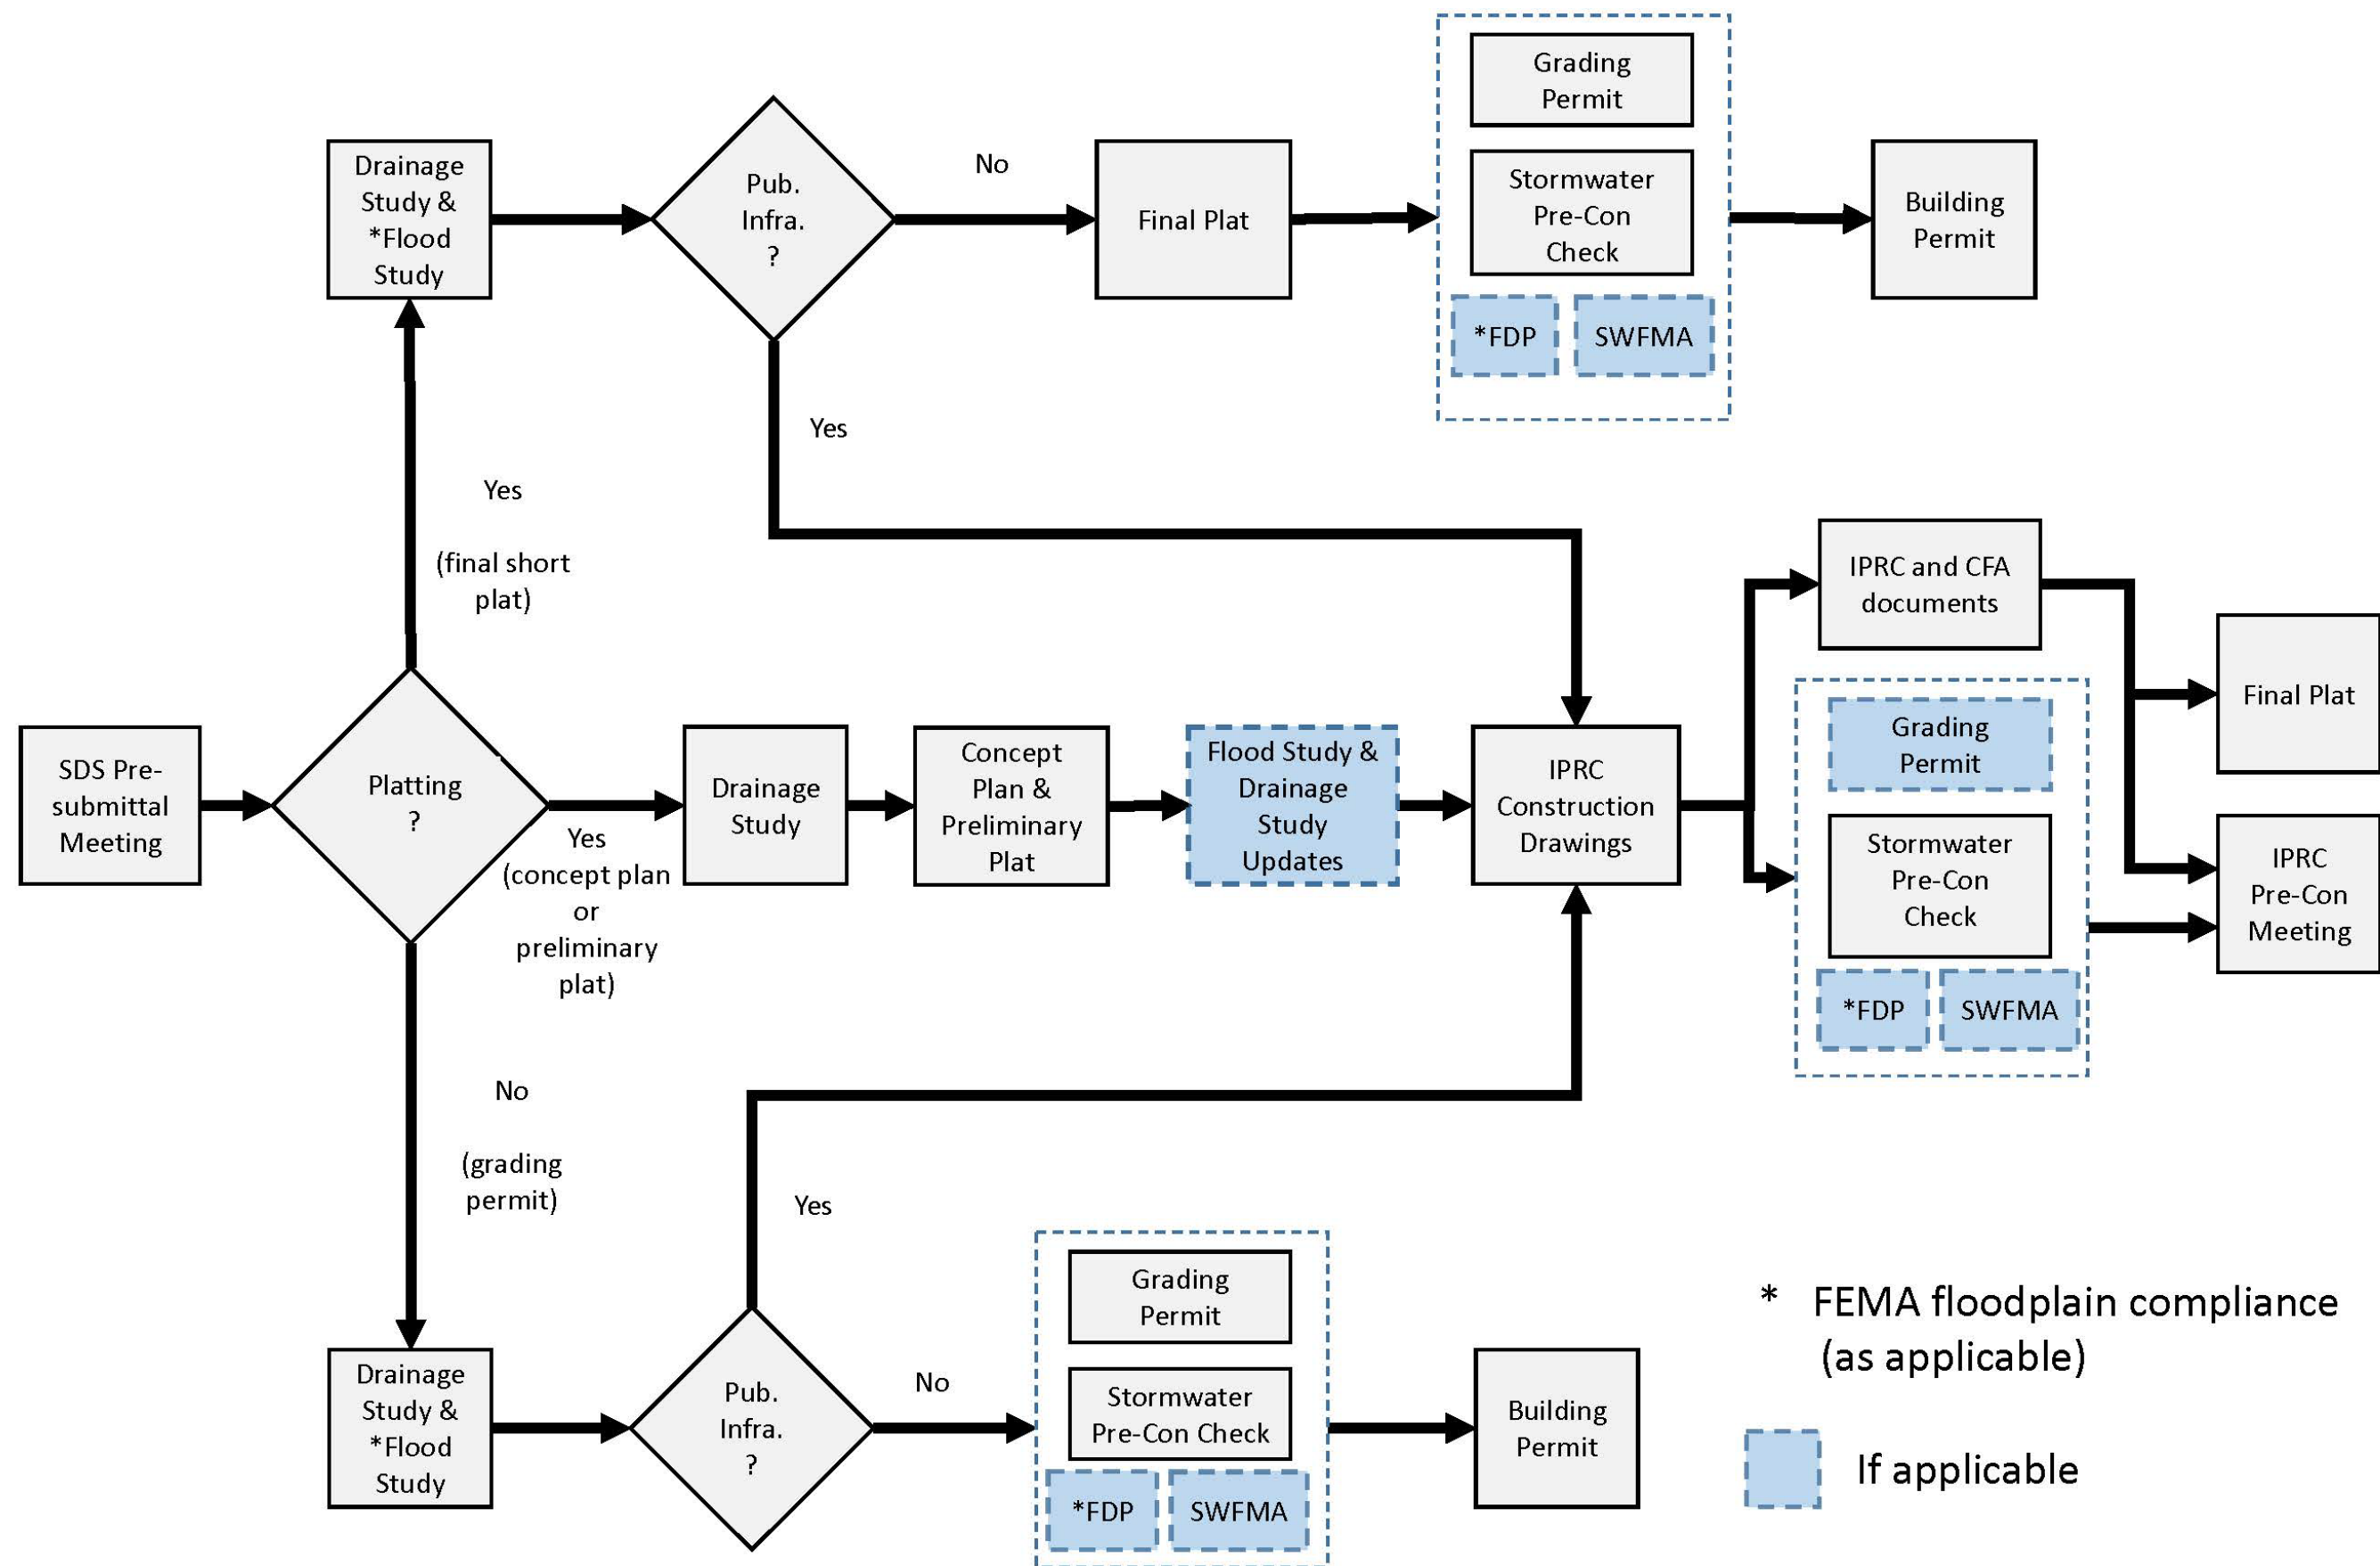 Drainage
Study &
*Flood
Study
Pub.
Infra.
?
No
Final Plat
Grading
Permit
Stormwater
Pre-Con
Check
*FDP
SWFMA
Building
Permit
Yes
Yes
(final short
plat)
SDS Pre-
submittal
Meeting
Platting
?
Yes
(concept plan
or
preliminary
plat)
Drainage
Study
Concept
Plan &
Preliminary
Plat
Flood Study &
Drainage
Study
Updates
IPRC
Construction
Drawings
IPRC and CFA
documents
Grading
Permit
Stormwater
Pre-Con
Check
*FDP
SWFMA
Final Plat
IPRC
Pre-Con
Meeting
No
(grading
permit)
Drainage
Study &
*Flood
Study
Pub.
Infra.
?
Yes
No
Grading
Permit
Stormwater
Pre-Con Check
*FDP
SWFMA
Building
Permit
* FEMA floodplain compliance
(as applicable)
If applicable